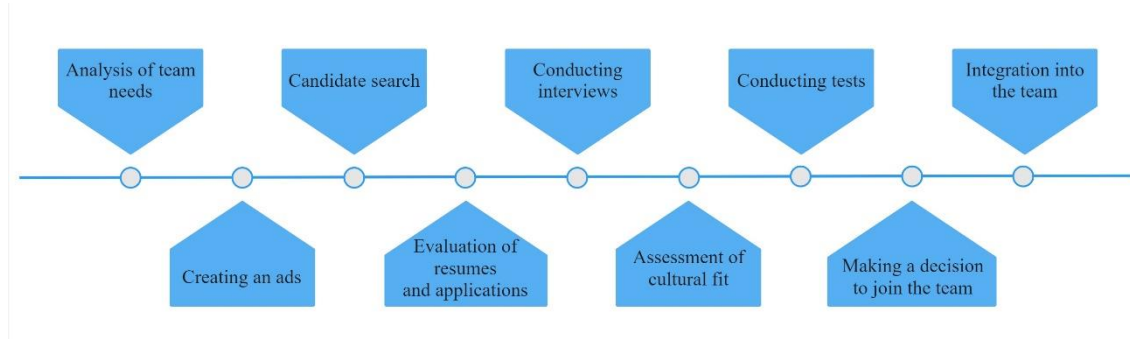 Analysis of team
needs
Creating an ads
Candidate search
Evaluation of
resumes
and applications
Conducting
interviews
Assessment of
cultural fit
Conducting tests
Making a decision
to join the team
Integration into
the team